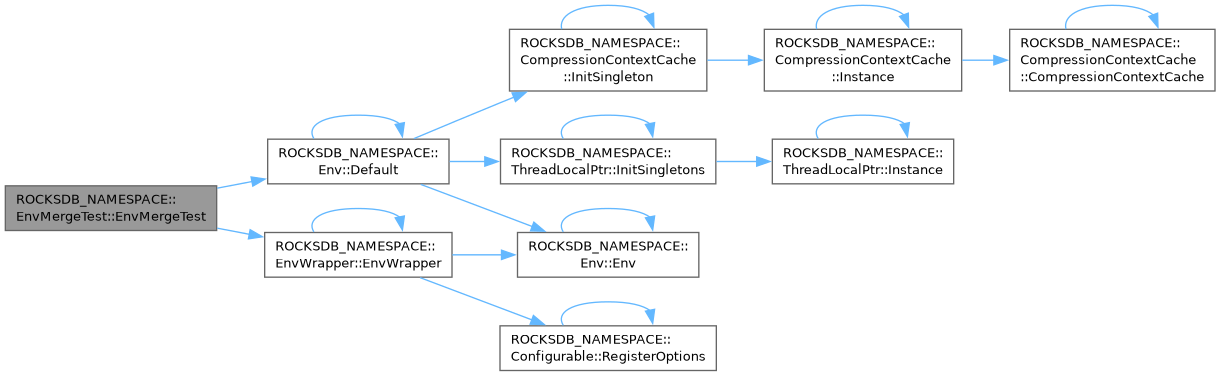 ROCKSDB_NAMESPACE::
EnvMergeTest::EnvMergeTest
ROCKSDB_NAMESPACE::
Env::Default
ROCKSDB_NAMESPACE::
CompressionContextCache
::InitSingleton
ROCKSDB_NAMESPACE::
CompressionContextCache
::Instance
ROCKSDB_NAMESPACE::
CompressionContextCache
::CompressionContextCache
ROCKSDB_NAMESPACE::
ThreadLocalPtr::InitSingletons
ROCKSDB_NAMESPACE::
ThreadLocalPtr::Instance
ROCKSDB_NAMESPACE::
EnvWrapper::EnvWrapper
ROCKSDB_NAMESPACE::
Env::Env
ROCKSDB_NAMESPACE::
Configurable::RegisterOptions